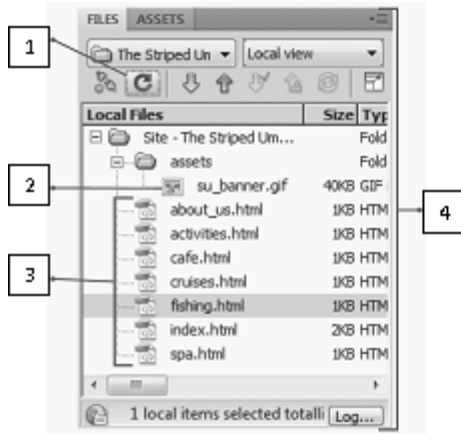 FILES ASSETS
1
The Striped Un Local view
Local Files Size Typ
Site - The Striped Um... Fold
assets Fold
2
su_banner.gif 40KB GIF
about_us.html 1KB HTM
4
activities.html 1KB HTM
cafe.html 1KB HTM
3
cruises.html 1KB HTM
fishing.html 1KB HTM
index.html 2KB HTM
spa.html 1KB HTM
1 local items selected totalli Log...